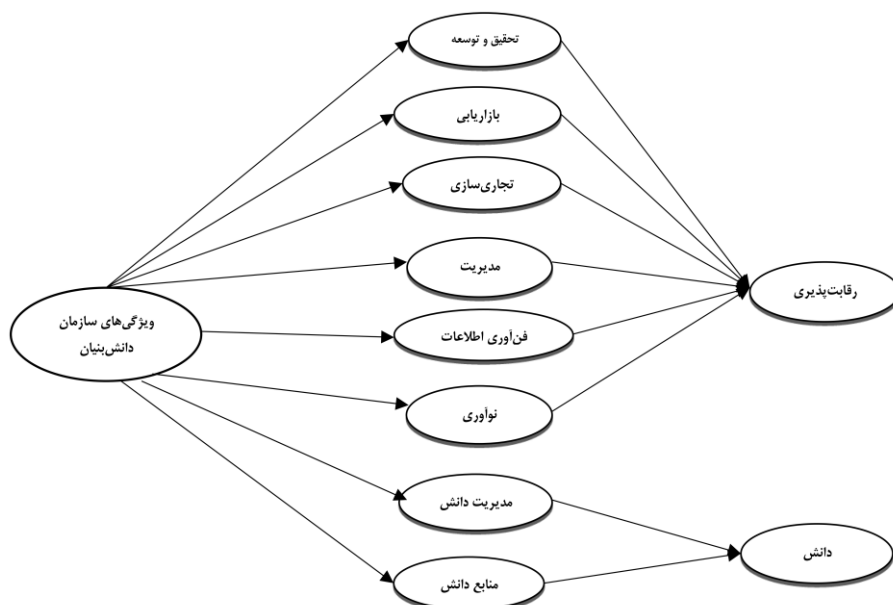 تحقیق و توسعه
بازاریابی
تجاری‌سازی
مدیریت
رقابت‌پذیری
ویژگی‌های سازمان
دانش‌بنیان
فن‌آوری اطلاعات
نوآوری
مدیریت دانش
دانش
منابع دانش